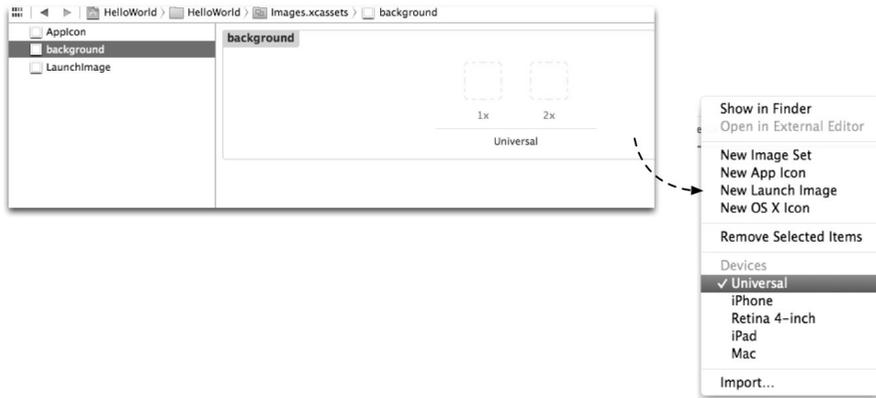 HelloWorld HelloWorld Images.xcassets background
AppIcon
background
LaunchImage
background
1x 2x
Universal
Show in Finder
Open in External Editor
New Image Set
New App Icon
New Launch Image
New OS X Icon
Remove Selected Items
Devices
✓ Universal
iPhone
Retina 4-inch
iPad
Mac
Import...